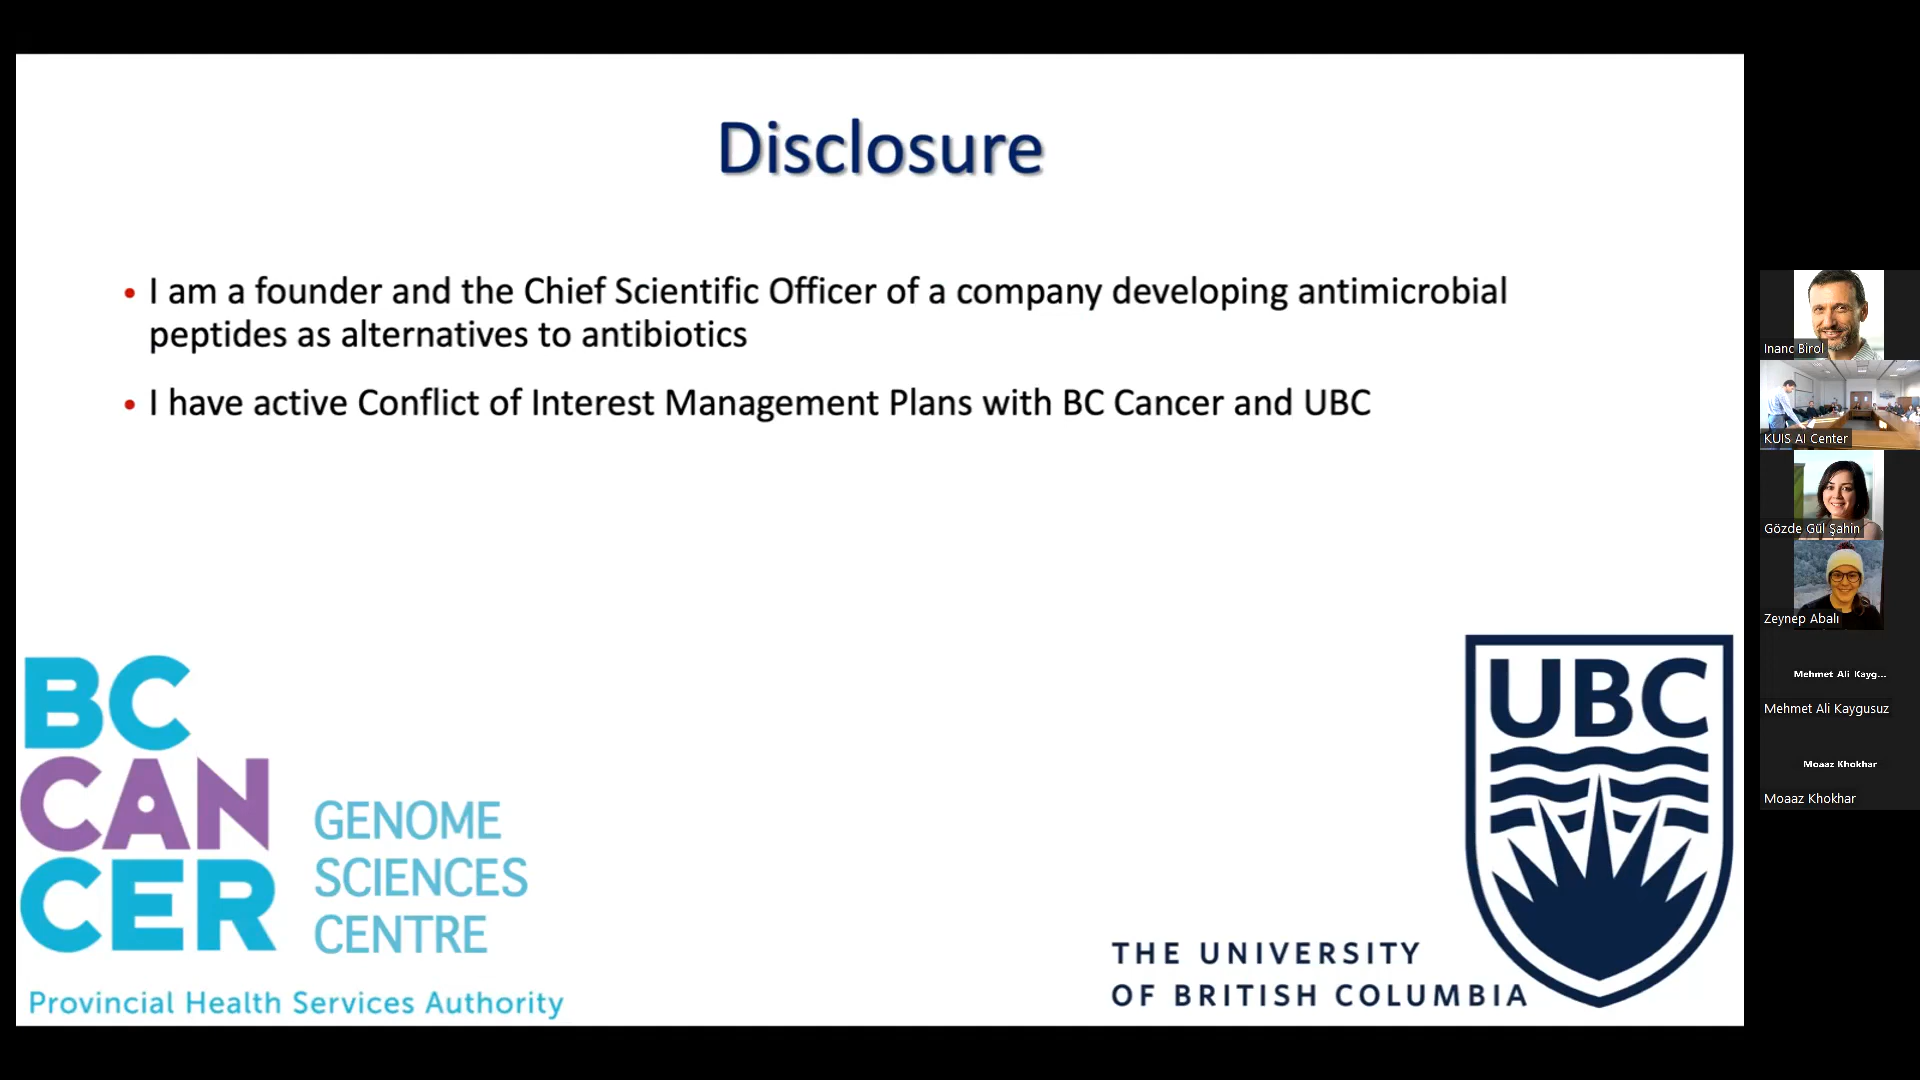 Disclosure
• I am a founder and the Chief Scientific Officer of a company developing antimicrobial
peptides as alternatives to antibiotics
• I have active Conflict of Interest Management Plans with BC Cancer and UBC
BC
CAN
CER
GENOME
SCIENCES
CENTRE
Provincial Health Services Authority
UBC
THE UNIVERSITY
OF BRITISH COLUMBIA
Inanc Birol
KUIS AI Center
Gözde Gül Şahin
Zeynep Abalı
Mehmet Ali Kayg...
Mehmet Ali Kaygusuz
Moaaz Khokhar
Moaaz Khokhar